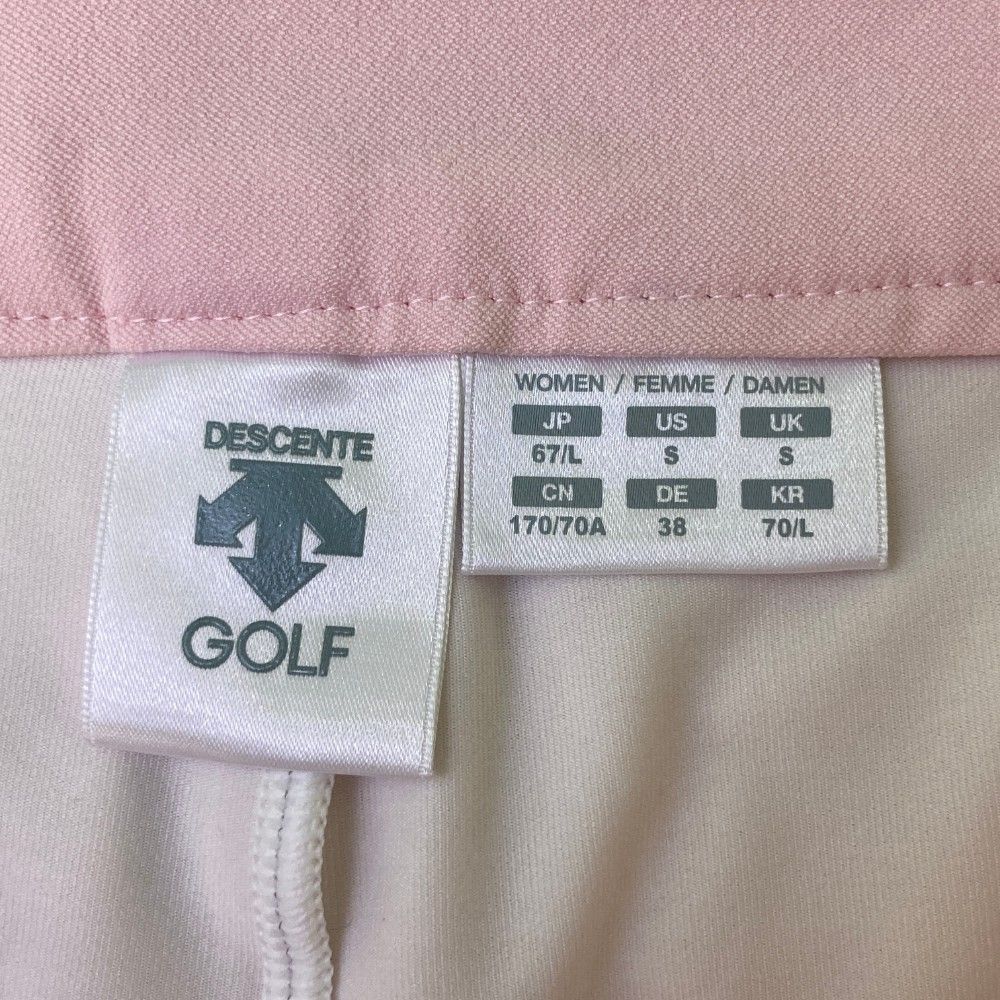 DESCENTE
GOLF
WOMEN / FEMME / DAMEN
JP US UK
67/L S S
CN DE KR
170/70A 38 70/L